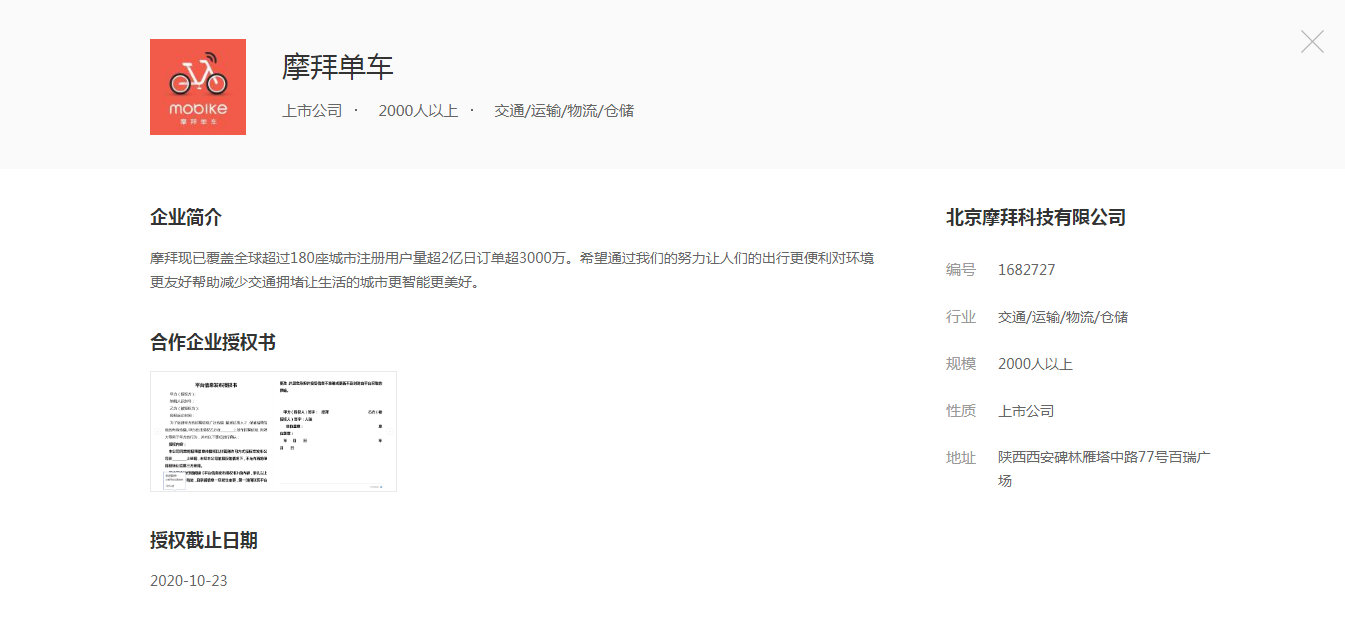 mobike
摩拜单车
摩拜单车
上市公司 · 2000人以上 · 交通/运输/物流/仓储
企业简介
摩拜现已覆盖全球超过180座城市注册用户量超2亿日订单超3000万。希望通过我们的努力让人们的出行更便利对环境
更友好帮助减少交通拥堵让生活的城市更智能更美好。
合作企业授权书
平台信息发布授权书
授权截止日期
2020-10-23
北京摩拜科技有限公司
编号 1682727
行业 交通/运输/物流/仓储
规模 2000人以上
性质 上市公司
地址 陕西西安碑林雁塔中路77号百瑞广
场